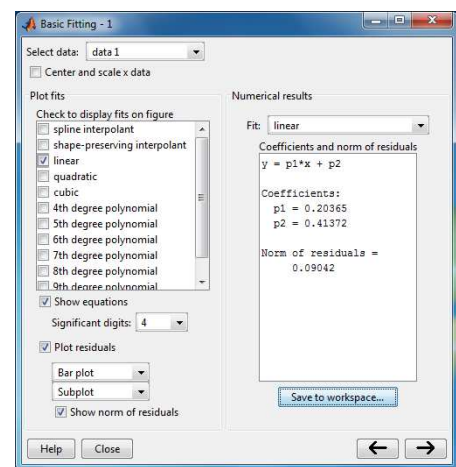 Basic Fitting - 1
Select data: data 1
Center and scale x data
Plot fits
Check to display fits on figure
spline interpolant
shape-preserving interpolant
linear
quadratic
cubic
4th degree polynomial
5th degree polynomial
6th degree polynomial
7th degree polynomial
8th degree polynomial
9th degree polynomial
Show equations
Significant digits: 4
Plot residuals
Bar plot
Subplot
Show norm of residuals
Numerical results
Fit: linear
Coefficients and norm of residuals
y = p1*x + p2
Coefficients:
p1 = 0.20365
p2 = 0.41372
Norm of residuals =
0.09042
Save to workspace...
Help Close